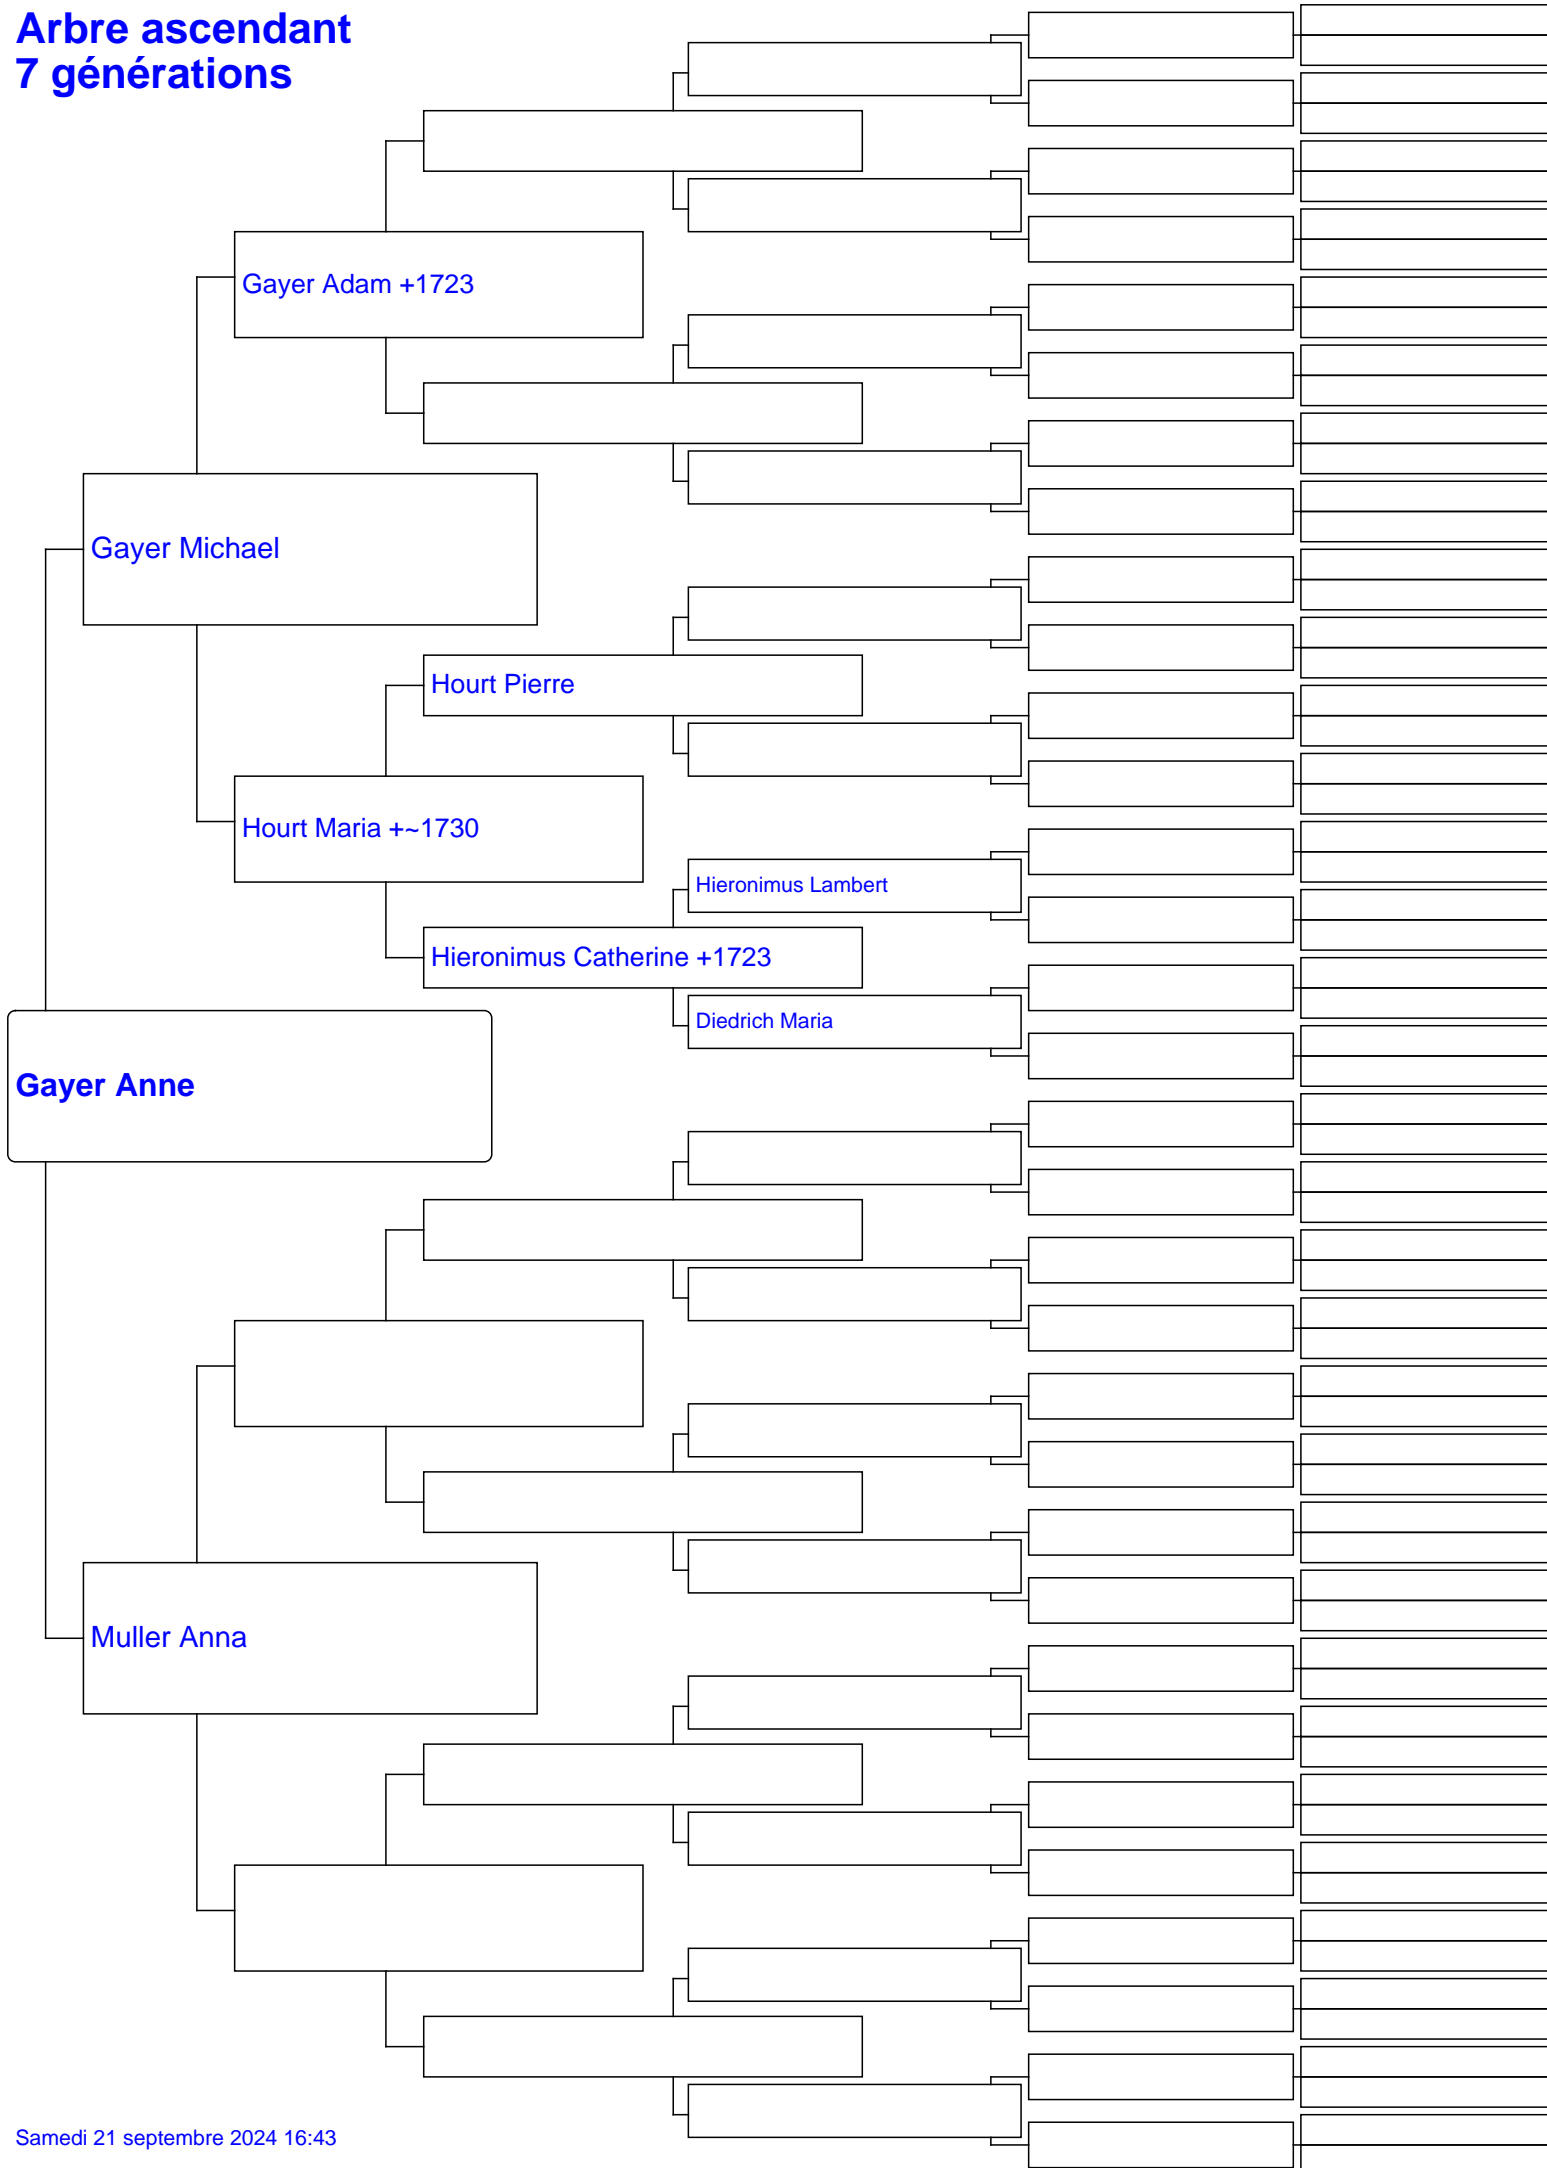 Arbre ascendant
7 générations
Gayer Adam +1723
Gayer Michael
Hourt Pierre
Hourt Maria +~1730
Hieronimus Lambert
Hieronimus Catherine +1723
Diedrich Maria
Gayer Anne
Muller Anna
Samedi 21 septembre 2024 16:43